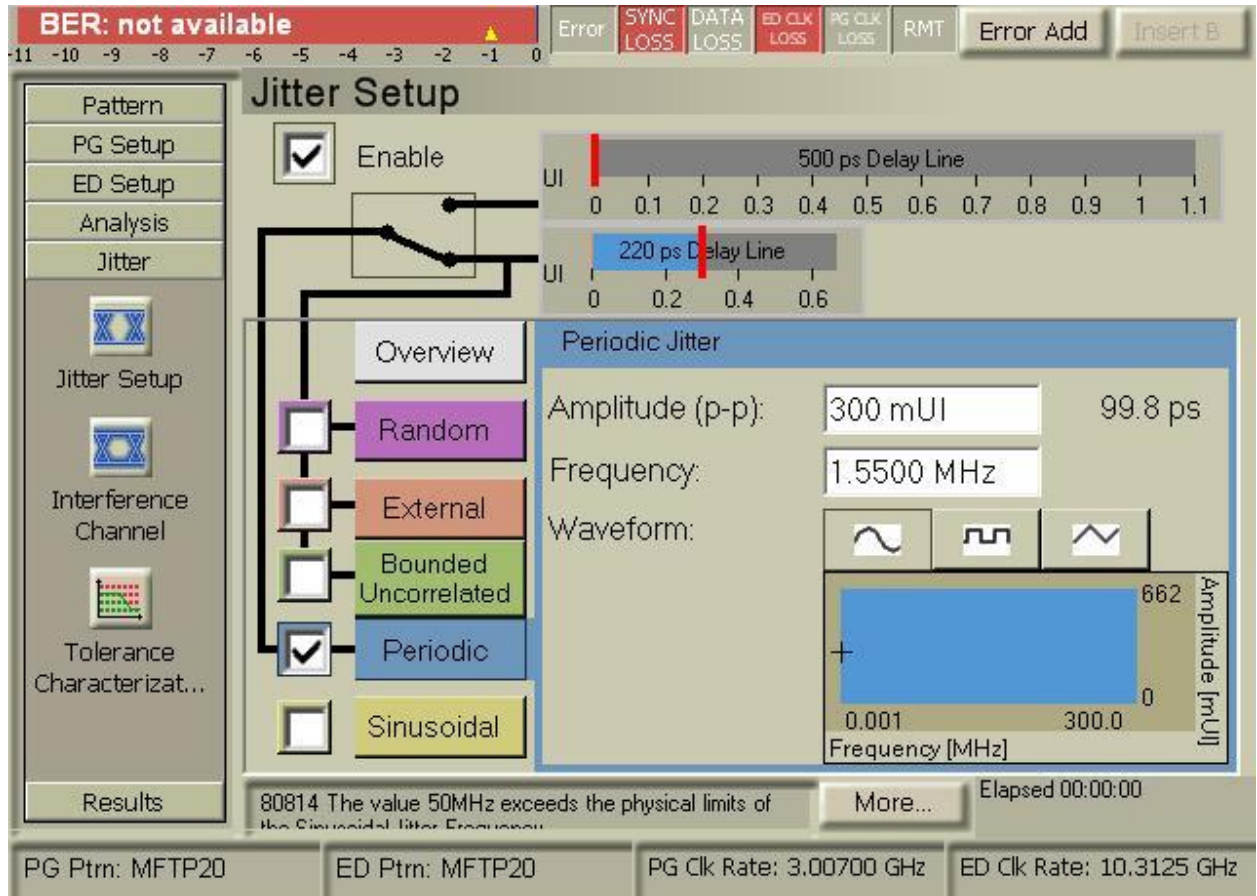 BER: not available
-11 -10 -9 -8 -7 -6 -5 -4 -3 -2 -1 0
Error
SYNC LOSS
DATA LOSS
ED CLK LOSS
PG CLK LOSS
RMT
Error Add
Insert B
Pattern
PG Setup
ED Setup
Analysis
Jitter
Jitter Setup
Interference
Channel
Tolerance
Characterizat...
Results
Jitter Setup
Enable
500 ps Delay Line
UI
0 0.1 0.2 0.3 0.4 0.5 0.6 0.7 0.8 0.9 1 1.1
220 ps Delay Line
UI
0 0.2 0.4 0.6
Overview
Random
External
Bounded
Uncorrelated
Periodic
Sinusoidal
Periodic Jitter
Amplitude (p-p): 300 mUI 99.8 ps
Frequency: 1.5500 MHz
Waveform:
662
0
Amplitude [mUI]
0.001 300.0
Frequency [MHz]
80814 The value 50MHz exceeds the physical limits of
the Sinusoidal Jitter Frequency
More...
Elapsed 00:00:00
PG Ptrn: MFTP20
ED Ptrn: MFTP20
PG Clk Rate: 3.00700 GHz
ED Clk Rate: 10.3125 GHz